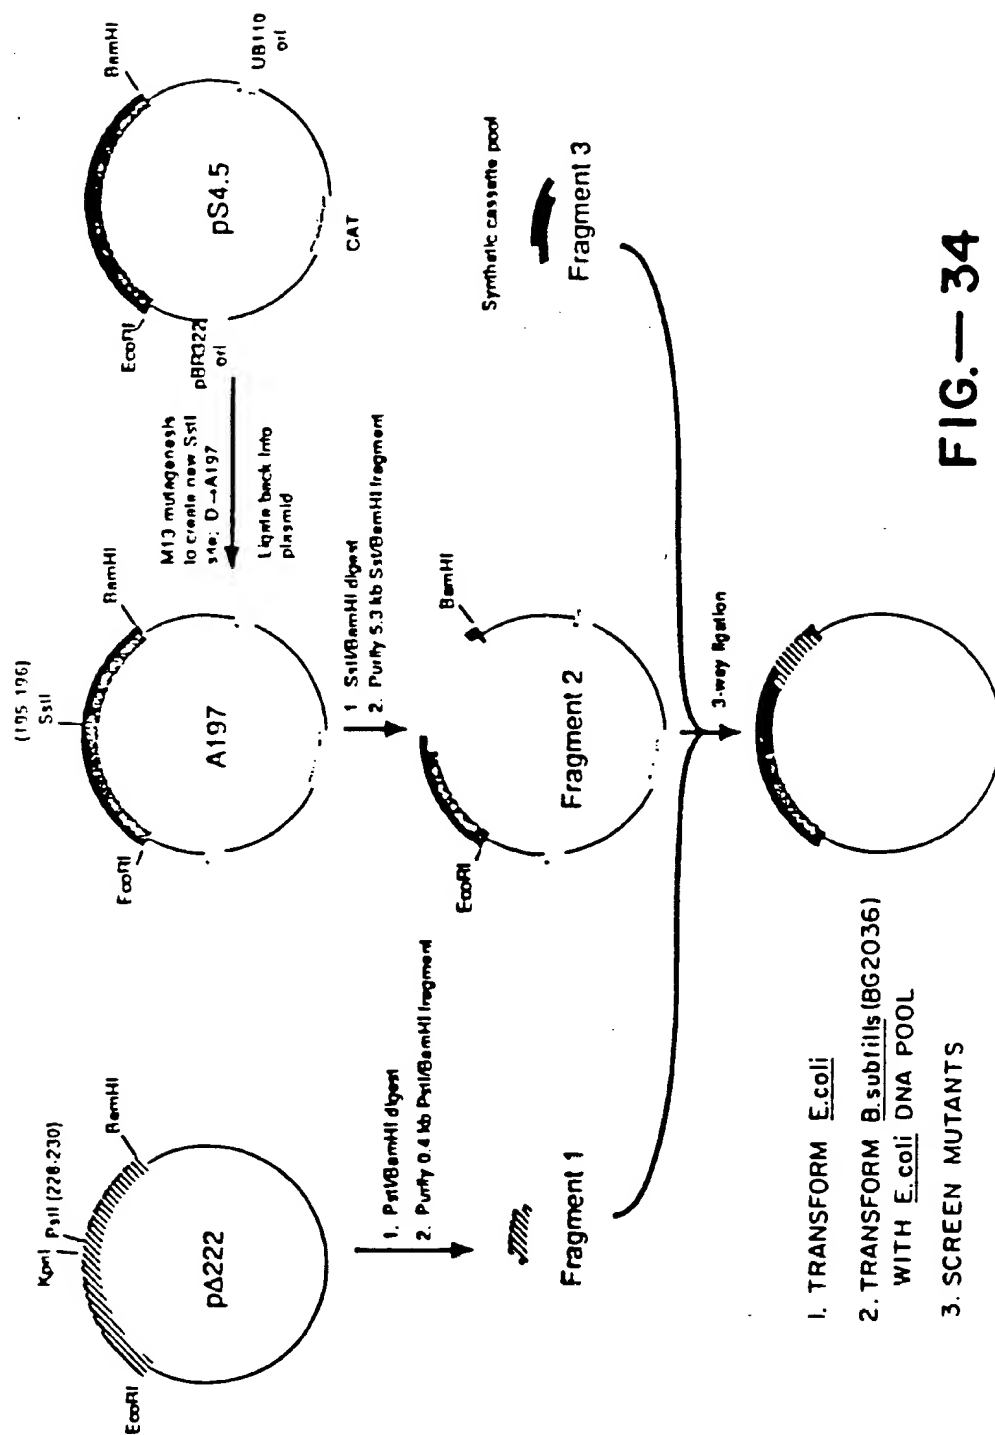 KpnI
PstI (228-230)
EcoRI
BamHI
pΔ222
1. PstI/BamHI digest
2. Purify 0.4 kb PstI/BamHI fragment
Fragment 1
(195-196)
SstI
EcoRI
BamHI
A197
M13 mutagenesis
to create new SstI
site: D→A197
Ligate back into
plasmid
EcoRI
BamHI
pS4.5
pBR322
ori
CAT
UB110
ori
1 SstI/BamHI digest
2. Purify 5.3 kb SstI/BamHI fragment
EcoRI
BamHI
Fragment 2
Synthetic cassette pool
Fragment 3
3-way ligation
1. TRANSFORM E.coli
2. TRANSFORM B.subtilis (BG2036)
WITH E.coli DNA POOL
3. SCREEN MUTANTS
FIG.—34